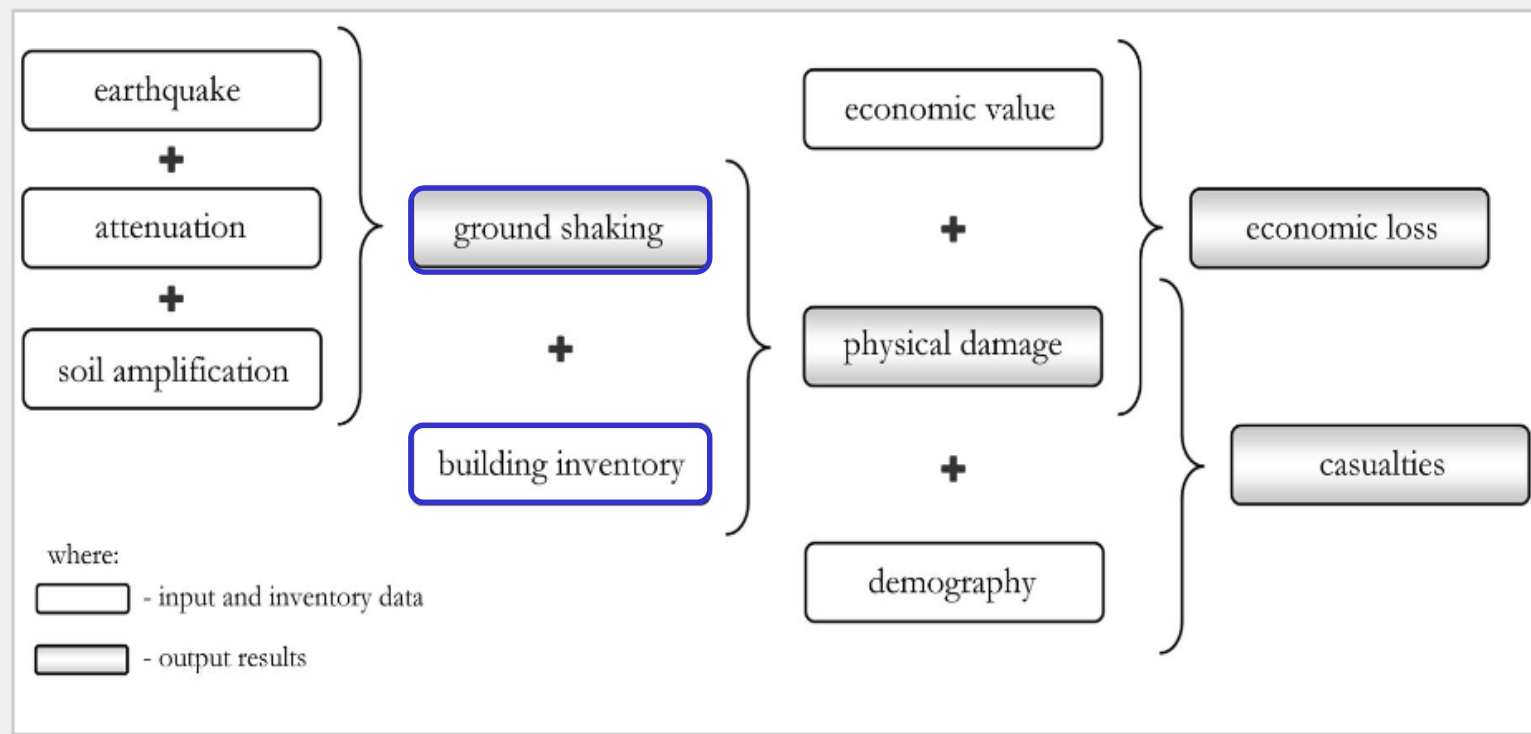 earthquake
+
attenuation
+
soil amplification
ground shaking
+
building inventory
economic value
+
physical damage
+
demography
economic loss
casualties
where:
- input and inventory data
- output results